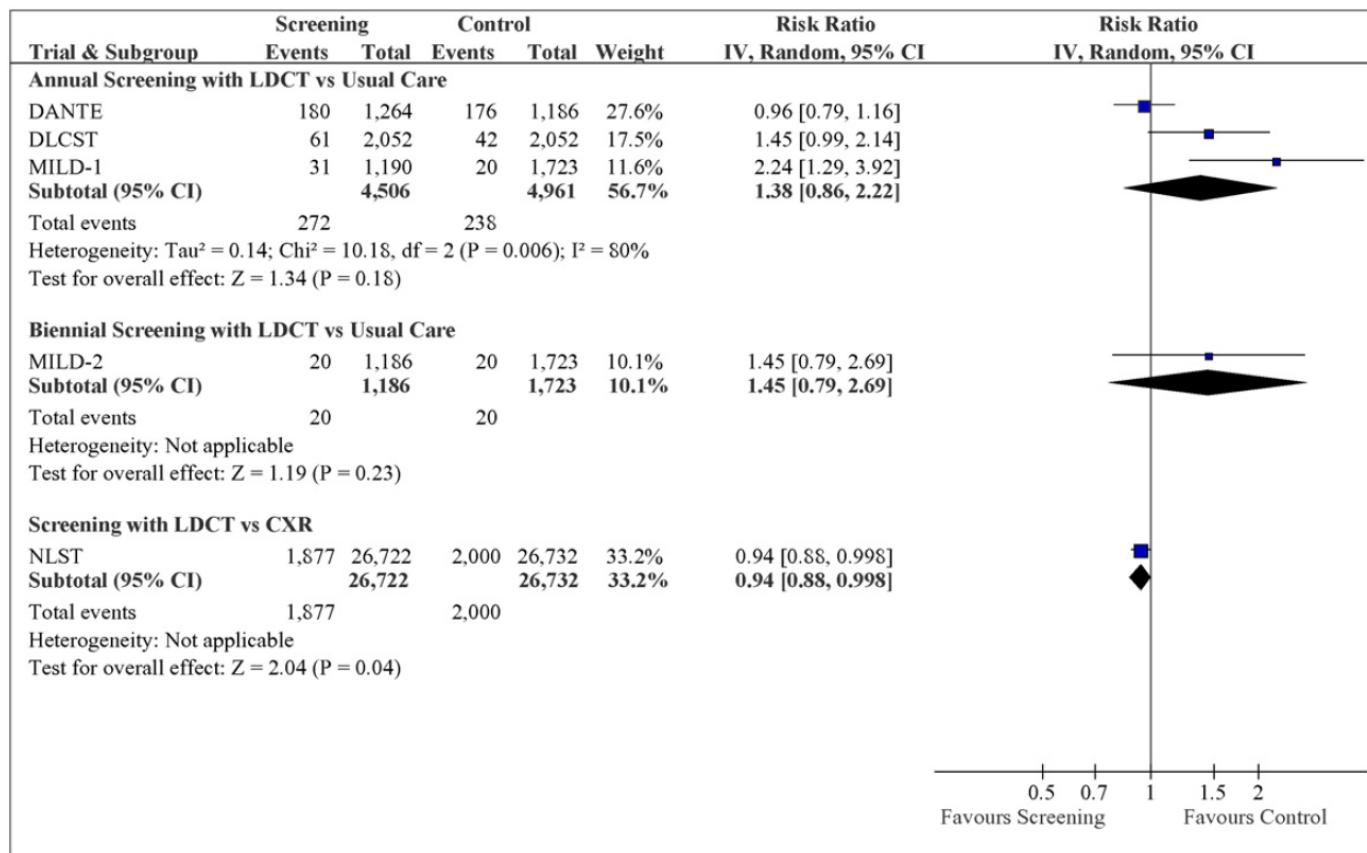 Screening Control Risk Ratio Risk Ratio
Trial & Subgroup Events Total Events Total Weight IV, Random, 95% CI IV, Random, 95% CI
Annual Screening with LDCT vs Usual Care
DANTE 180 1,264 176 1,186 27.6% 0.96 [0.79, 1.16]
DLCST 61 2,052 42 2,052 17.5% 1.45 [0.99, 2.14]
MILD-1 31 1,190 20 1,723 11.6% 2.24 [1.29, 3.92]
Subtotal (95% CI) 4,506 4,961 56.7% 1.38 [0.86, 2.22]
Total events 272 238
Heterogeneity: Tau² = 0.14; Chi² = 10.18, df = 2 (P = 0.006); I² = 80%
Test for overall effect: Z = 1.34 (P = 0.18)
Biennial Screening with LDCT vs Usual Care
MILD-2 20 1,186 20 1,723 10.1% 1.45 [0.79, 2.69]
Subtotal (95% CI) 1,186 1,723 10.1% 1.45 [0.79, 2.69]
Total events 20 20
Heterogeneity: Not applicable
Test for overall effect: Z = 1.19 (P = 0.23)
Screening with LDCT vs CXR
NLST 1,877 26,722 2,000 26,732 33.2% 0.94 [0.88, 0.998]
Subtotal (95% CI) 26,722 26,732 33.2% 0.94 [0.88, 0.998]
Total events 1,877 2,000
Heterogeneity: Not applicable
Test for overall effect: Z = 2.04 (P = 0.04)
0.5 0.7 1 1.5 2
Favours Screening Favours Control